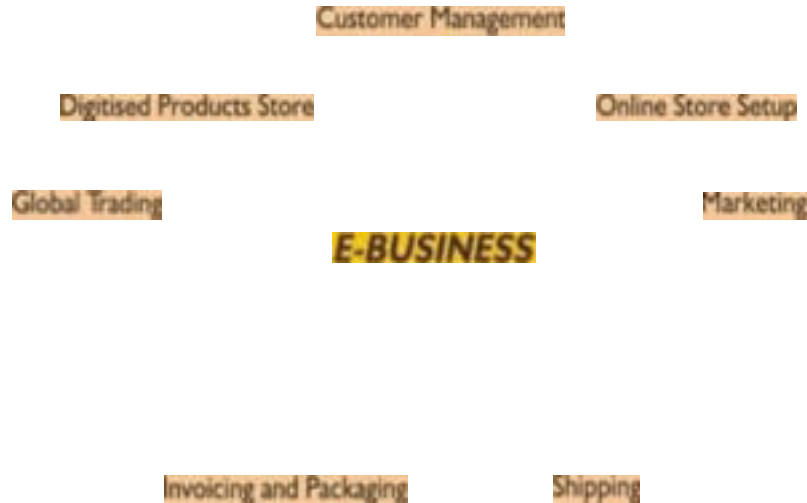 Customer Management
Digitised Products Store
Online Store Setup
Global Trading
Marketing
E-BUSINESS
Invoicing and Packaging
Shipping